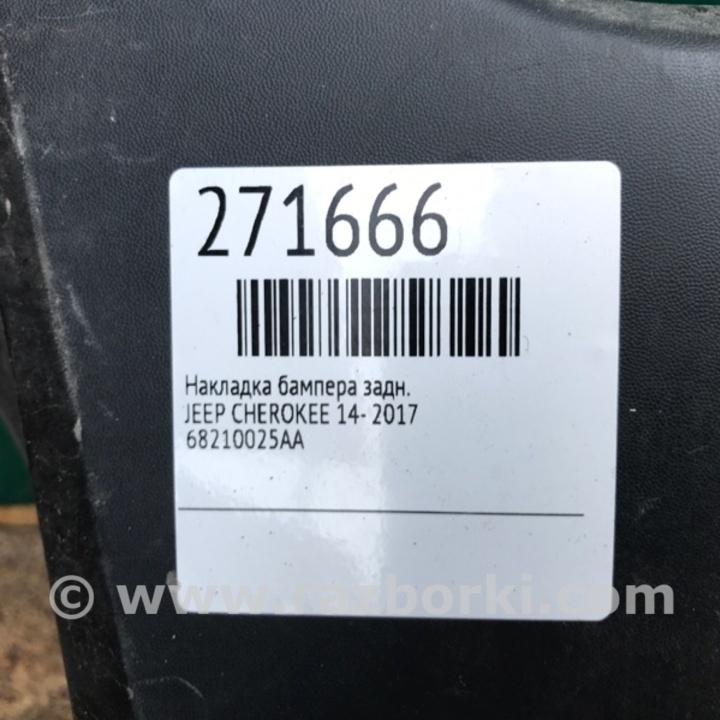 271666
Накладка бампера задн.
JEEP CHEROKEE 14- 2017
68210025AA
© www.razborki.com